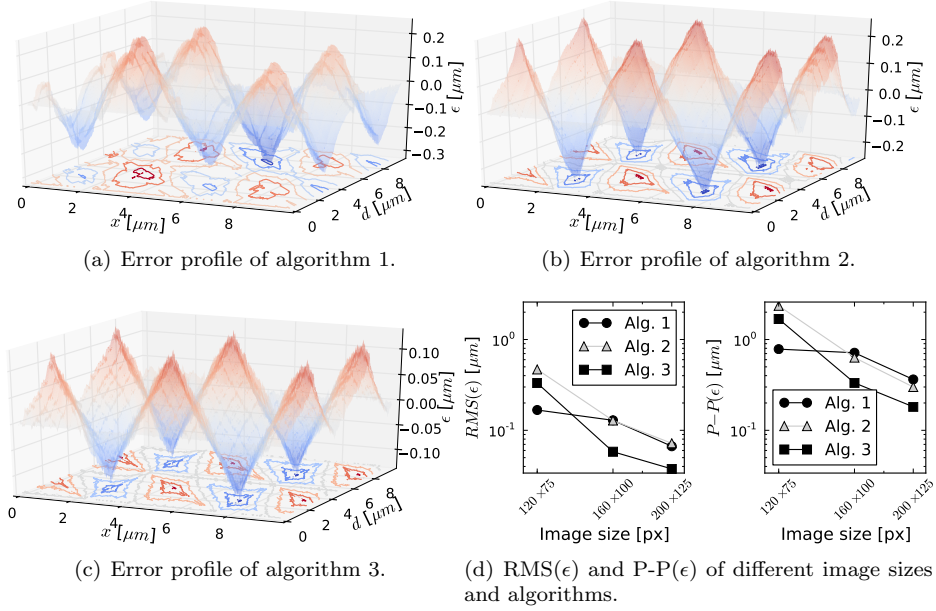 0.2
0.1
0.0
−0.1
−0.2
−0.3
ϵ [μm]
0 2 4 6 8
x [μm]
0 2 4 6 8
d [μm]
(a) Error profile of algorithm 1.
0.2
0.1
0.0
−0.1
−0.2
ϵ [μm]
0 2 4 6 8
x [μm]
0 2 4 6 8
d [μm]
(b) Error profile of algorithm 2.
0.10
0.05
0.00
−0.05
−0.10
ϵ [μm]
0 2 4 6 8
x [μm]
0 2 4 6 8
d [μm]
(c) Error profile of algorithm 3.
RMS(ϵ) [μm]
10⁰
10⁻¹
Alg. 1
Alg. 2
Alg. 3
120 ×75
160 ×100
200 ×125
Image size [px]
P−P(ϵ) [μm]
10⁰
10⁻¹
Alg. 1
Alg. 2
Alg. 3
120 ×75
160 ×100
200 ×125
Image size [px]
(d) RMS(ϵ) and P-P(ϵ) of different image sizes
and algorithms.